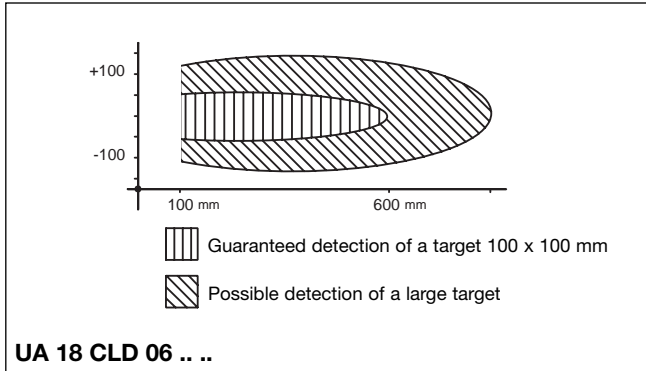 +100
-100
100 mm 600 mm
Guaranteed detection of a target 100 x 100 mm
Possible detection of a large target
UA 18 CLD 06 .. ..